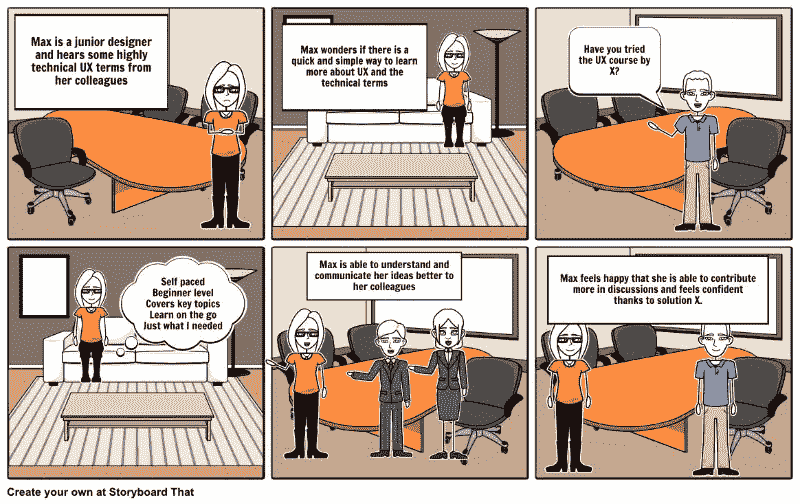 Max is a junior designer
and hears some highly
technical UX terms from
her colleagues
Max wonders if there is a
quick and simple way to learn
more about UX and the
technical terms
Have you tried
the UX course by
X?
Self paced
Beginner level
Covers key topics
Learn on the go
Just what I needed
Max is able to understand and
communicate her ideas better to
her colleagues
Max feels happy that she is able to contribute
more in discussions and feels confident
thanks to solution X.
Create your own at Storyboard That